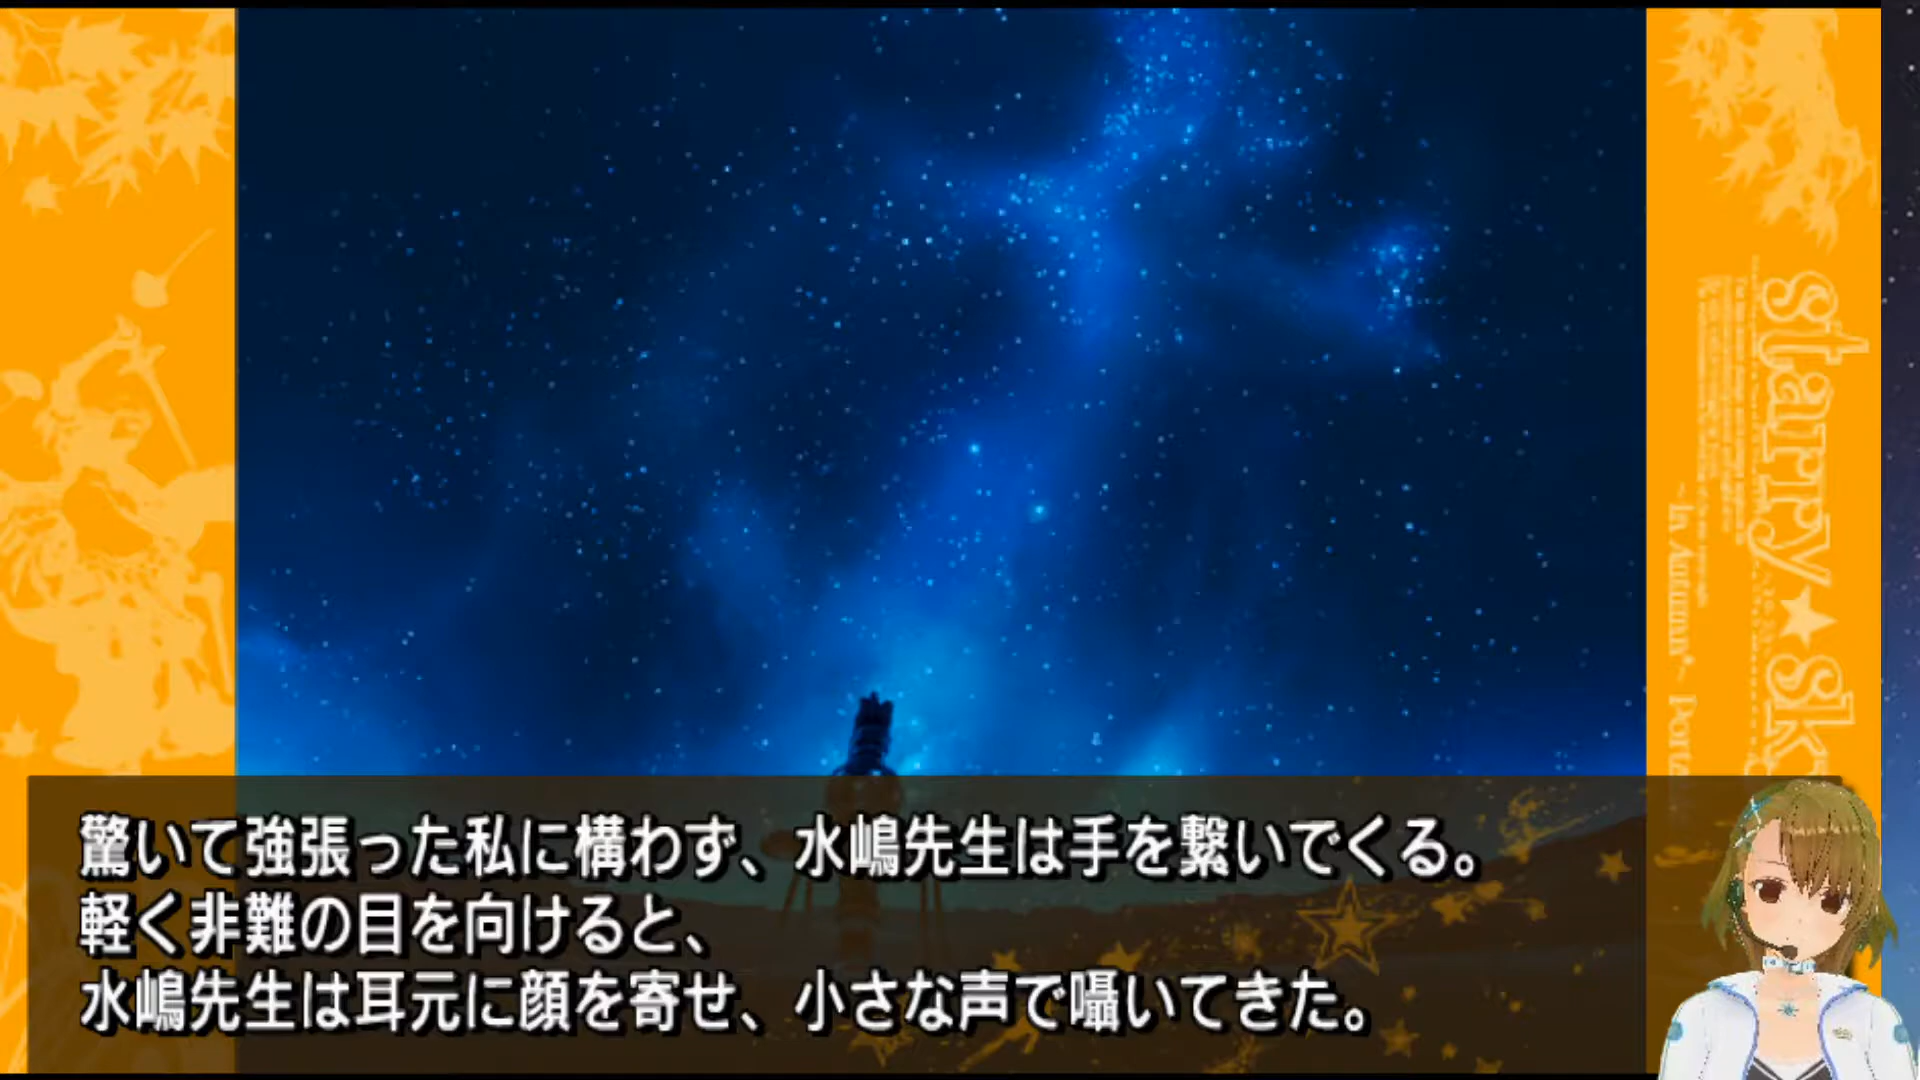 驚いて強張った私に構わず、水嶋先生は手を繋いでくる。
軽く非難の目を向けると、
水嶋先生は耳元に顔を寄せ、小さな声で囁いてきた。
Starry★Sk
~In Autumn~ Porta